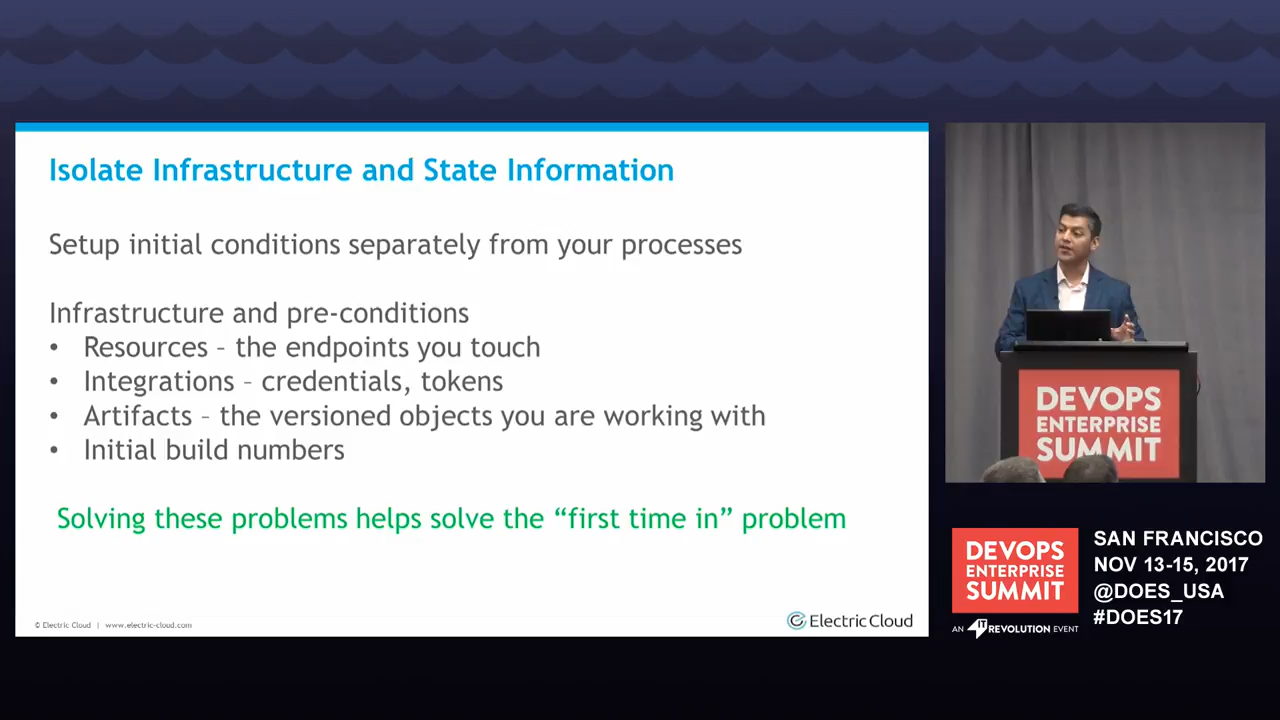 Isolate Infrastructure and State Information
Setup initial conditions separately from your processes
Infrastructure and pre-conditions
• Resources – the endpoints you touch
• Integrations – credentials, tokens
• Artifacts – the versioned objects you are working with
• Initial build numbers
Solving these problems helps solve the “first time in” problem
© Electric Cloud | www.electric-cloud.com
Electric Cloud
DEVOPS
ENTERPRISE
SUMMIT
DEVOPS
ENTERPRISE
SUMMIT
AN IT REVOLUTION EVENT
SAN FRANCISCO
NOV 13-15, 2017
@DOES_USA
#DOES17